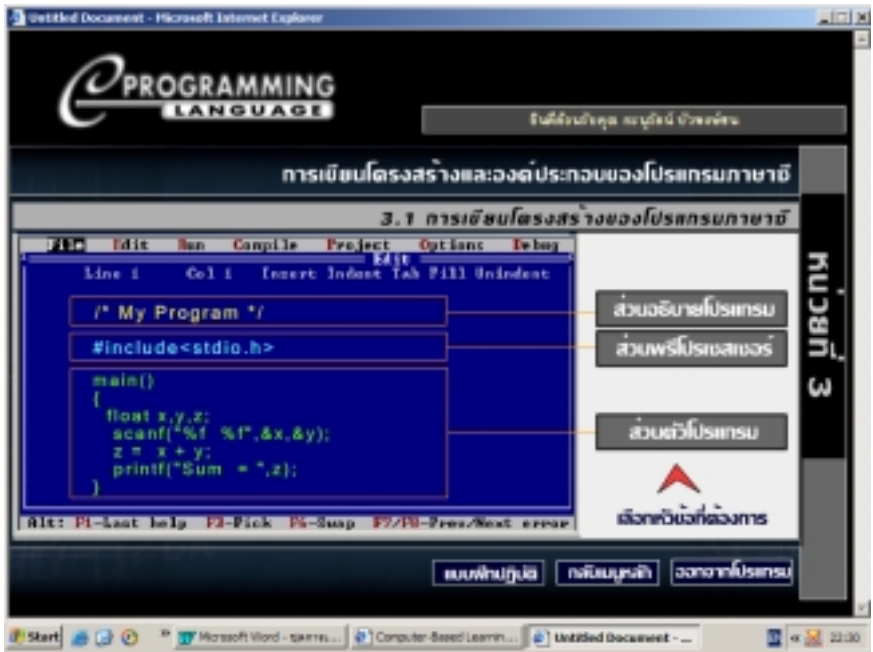 Untitled Document - Microsoft Internet Explorer
PROGRAMMING
LANGUAGE
ยินดีต้อนรับคุณ
การเขียนโครงสร้างและองค์ประกอบของโปรแกรมภาษาซี
3.1 การเขียนโครงสร้างของโปรแกรมภาษาซี
หน่วยที่ 3
File Edit Run Compile Project Options Debug
Edit
Line 1 Col 1 Insert Indent Tab Fill Unindent
/* My Program */
ส่วนอธิบายโปรแกรม
#include<stdio.h>
ส่วนพรีโปรเซสเซอร์
main()
{
float x,y,z;
scanf("%f %f",&x,&y);
z = x + y;
printf("Sum = ",z);
}
ส่วนตัวโปรแกรม
เลือกหัวข้อที่ต้องการ
Alt: F1-Last help F3-Pick F6-Swap F7/F8-Prev/Next error
แบบฝึกปฏิบัติ กลับเมนูหลัก ออกจากโปรแกรม
Start Microsoft Word - Computer-Based Learnin... Untitled Document - ... 22:30